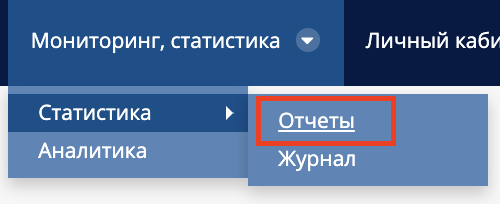 Мониторинг, статистика
Личный каби
Статистика
Отчеты
Аналитика
Журнал